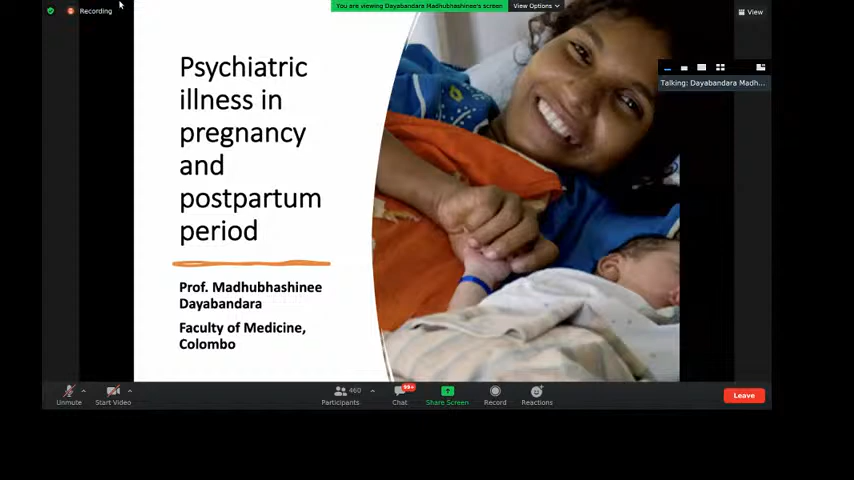 Recording
You are viewing Dayabandara Madhubhashinee's screen
View Options
View
Talking: Dayabandara Madh...
Psychiatric
illness in
pregnancy
and
postpartum
period
Prof. Madhubhashinee
Dayabandara
Faculty of Medicine,
Colombo
Unmute
Start Video
460
Participants
99+
Chat
Share Screen
Record
Reactions
Leave